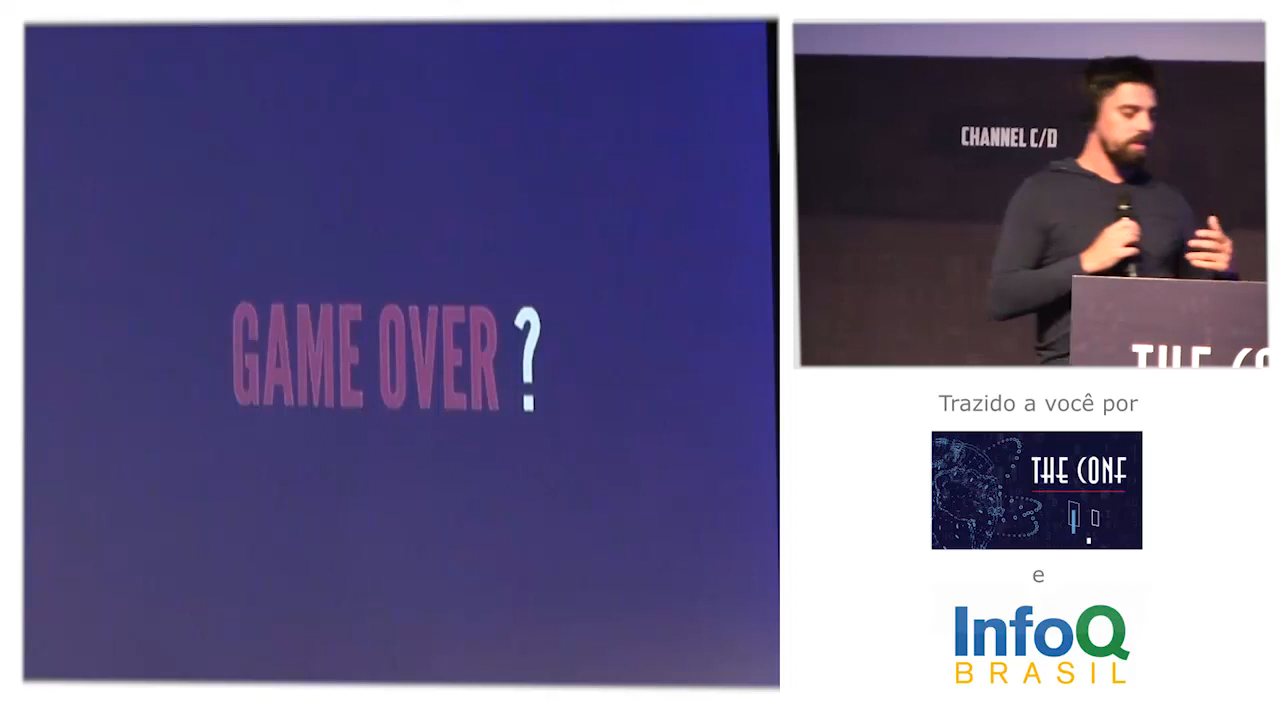 GAME OVER ?
CHANNEL C/D
THE CO
Trazido a você por
THE CONF
e
InfoQ
BRASIL